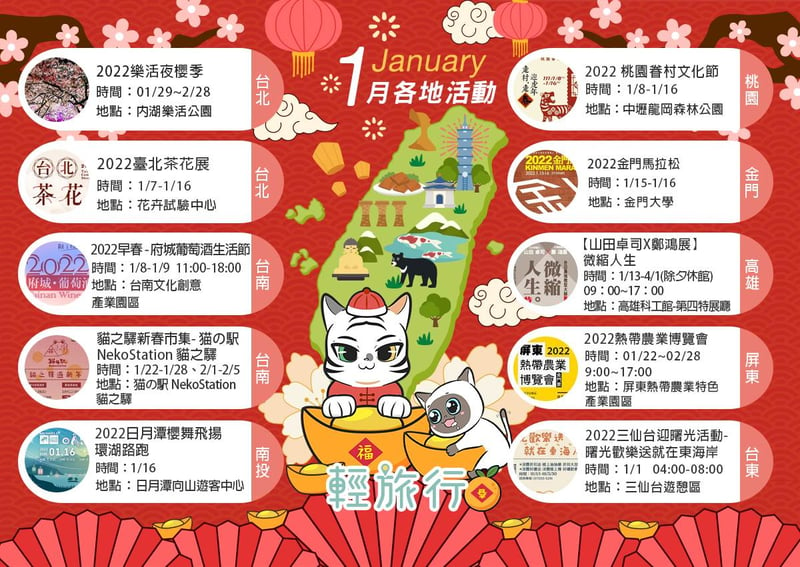 January
1月各地活動
2022樂活夜櫻季
時間：01/29~2/28
地點：內湖樂活公園
台北
台北
茶花
2022臺北茶花展
時間：1/7-1/16
地點：花卉試驗中心
台北
2022
府城·葡萄
2022早春-府城葡萄酒生活節
時間：1/8-1/9 11:00-18:00
地點：台南文化創意
產業園區
台南
貓之驛新春市集-猫の駅
NekoStation 貓之驛
時間：1/22-1/28、2/1-2/5
地點：猫の駅 NekoStation
貓之驛
台南
01.16
2022日月潭櫻舞飛揚
環湖路跑
時間：1/16
地點：日月潭向山遊客中心
南投
2022 桃園眷村文化節
時間：1/8-1/16
地點：中壢龍岡森林公園
桃園
2022金門
KINMEN MARA
2022金門馬拉松
時間：1/15-1/16
地點：金門大學
金門
微縮
人生。
【山田卓司X鄭鴻展】
微縮人生
時間：1/13-4/1(除夕休館)
09：00~17：00
地點：高雄科工館-第四特展廳
高雄
屏東 2022
熱帶農業
博覽會
2022熱帶農業博覽會
時間：01/22~02/28
9:00~17:00
地點：屏東熱帶農業特色
產業園區
屏東
歡樂送
就在東海
2022三仙台迎曙光活動-
曙光歡樂送就在東海岸
時間：1/1 04:00-08:00
地點：三仙台遊憩區
台東
福
輕旅行